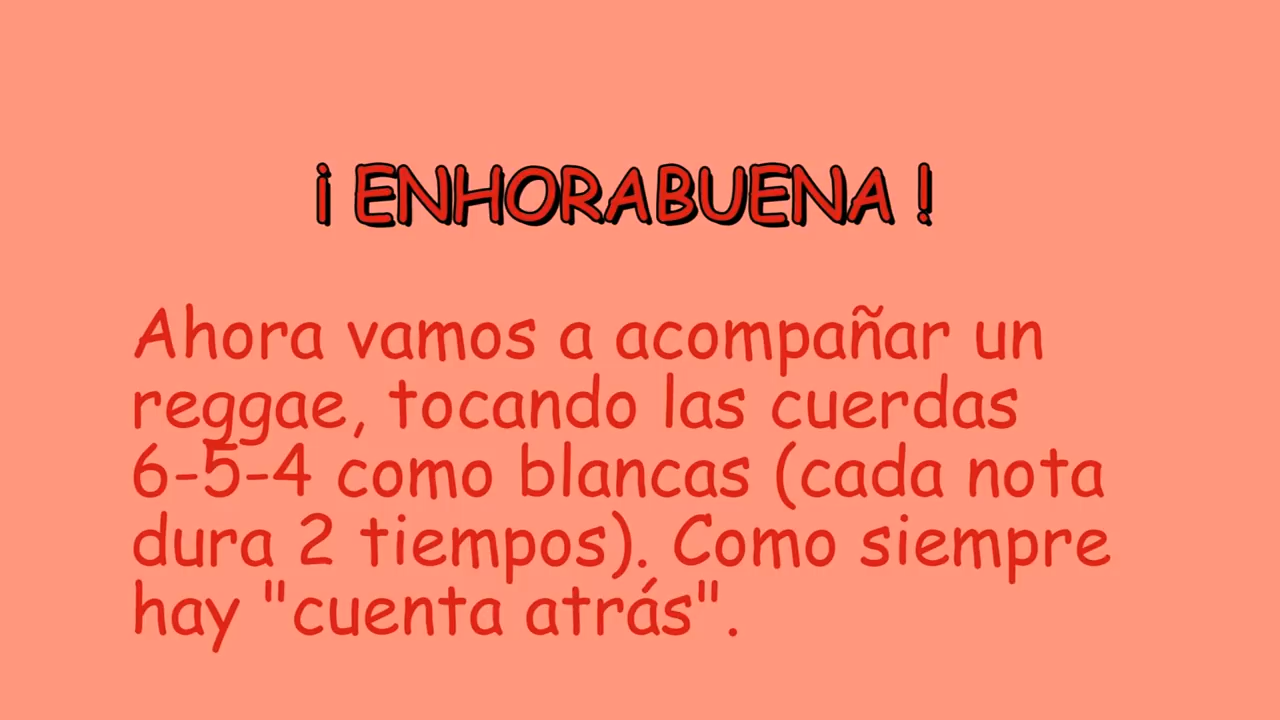 ¡ ENHORABUENA !
Ahora vamos a acompañar un
reggae, tocando las cuerdas
6-5-4 como blancas (cada nota
dura 2 tiempos). Como siempre
hay "cuenta atrás".